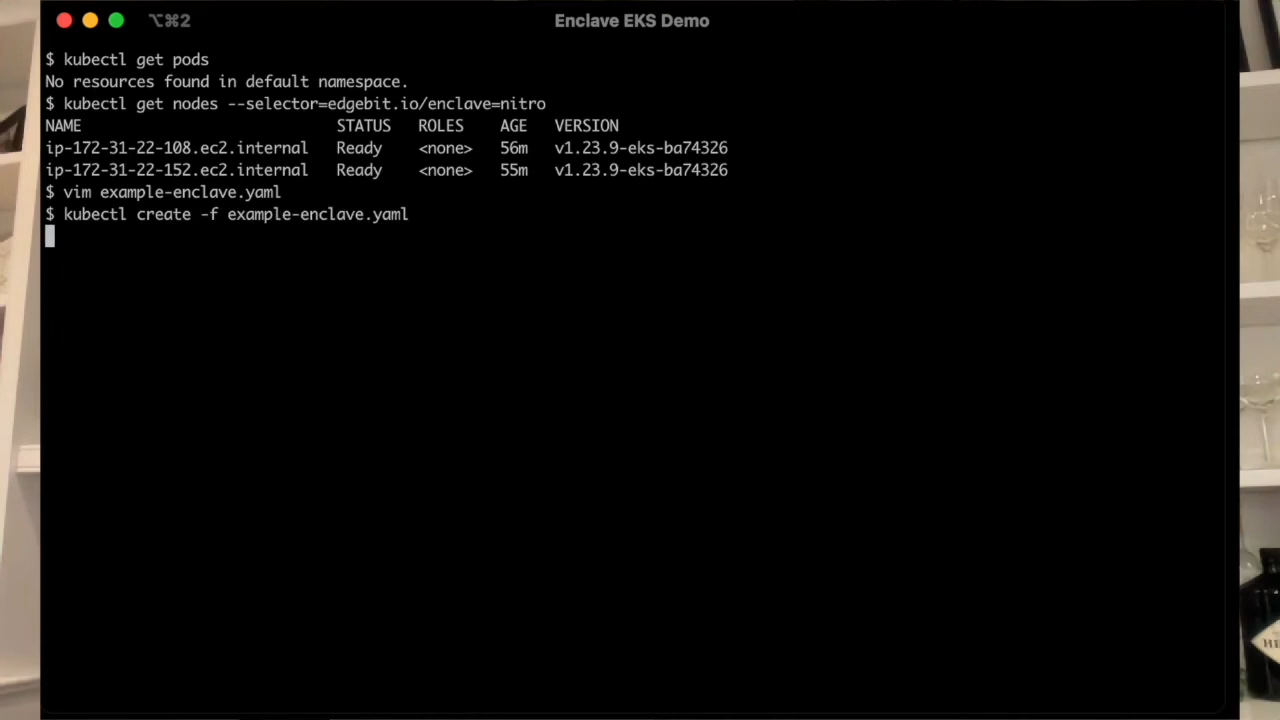 ⌥⌘2 Enclave EKS Demo
$ kubectl get pods
No resources found in default namespace.
$ kubectl get nodes --selector=edgebit.io/enclave=nitro
NAME STATUS ROLES AGE VERSION
ip-172-31-22-108.ec2.internal Ready <none> 56m v1.23.9-eks-ba74326
ip-172-31-22-152.ec2.internal Ready <none> 55m v1.23.9-eks-ba74326
$ vim example-enclave.yaml
$ kubectl create -f example-enclave.yaml